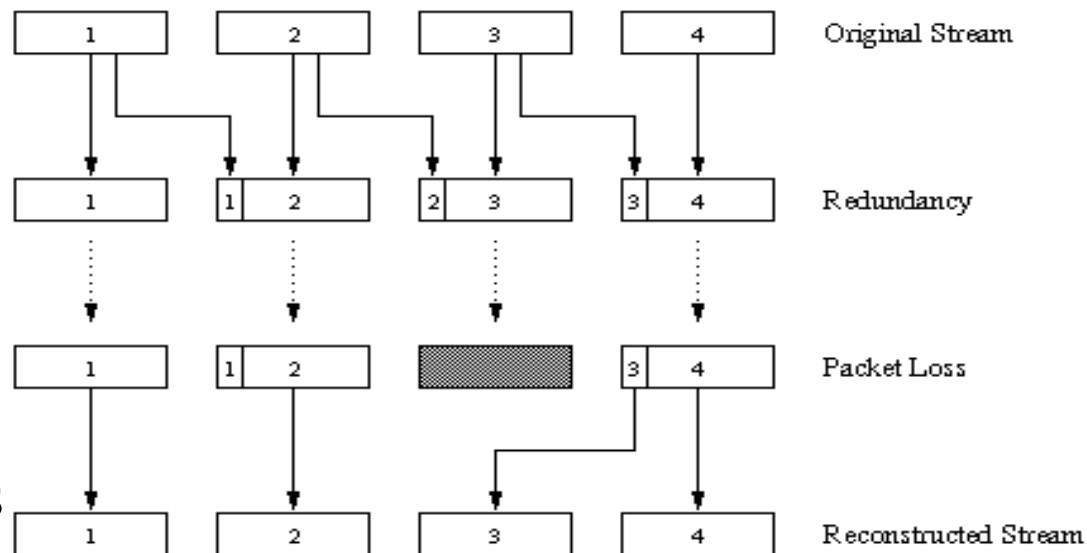 1 2 3 4 Original Stream
1 1 2 2 3 3 4 Redundancy
1 1 2 3 4 Packet Loss
1 2 3 4 Reconstructed Stream